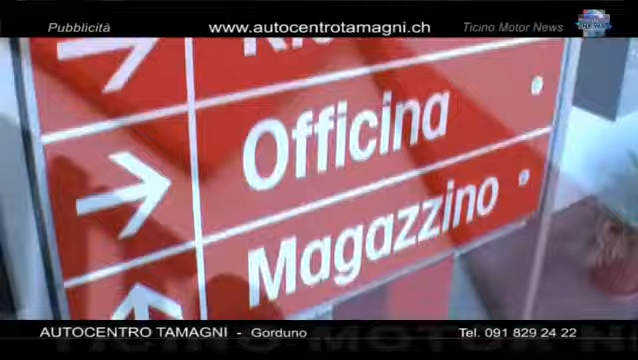 Pubblicità www.autocentrotamagni.ch Ticino Motor News
Officina
Magazzino
AUTOCENTRO TAMAGNI - Gorduno Tel. 091 829 24 22